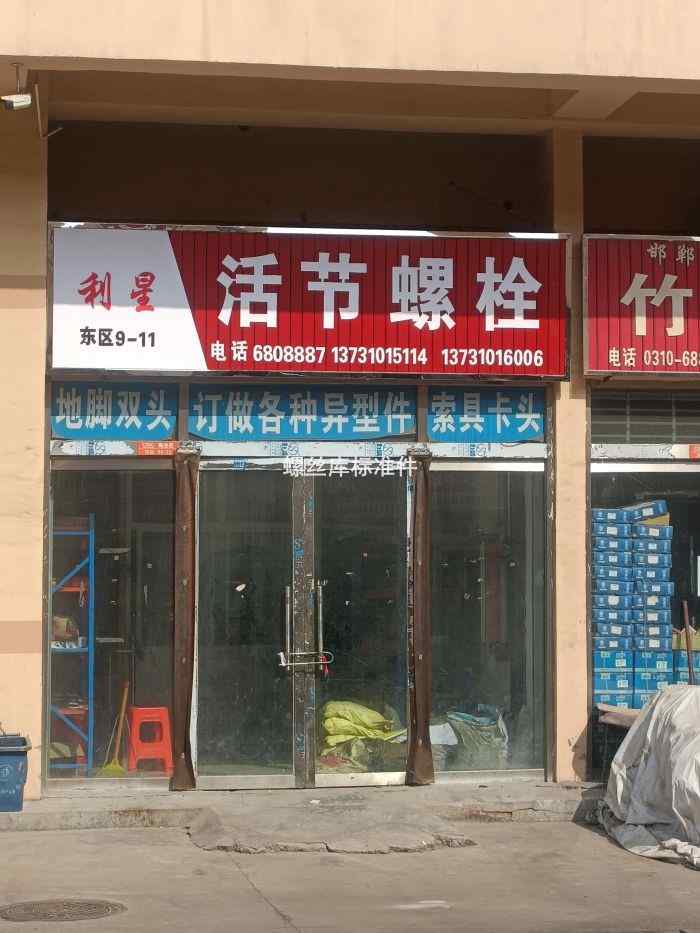 利星
东区9-11
活节螺栓
电话 6808887 13731015114 13731016006
邯郸
竹
电话 0310-68
地脚双头
订做各种异型件
索具卡头
螺丝库标准件